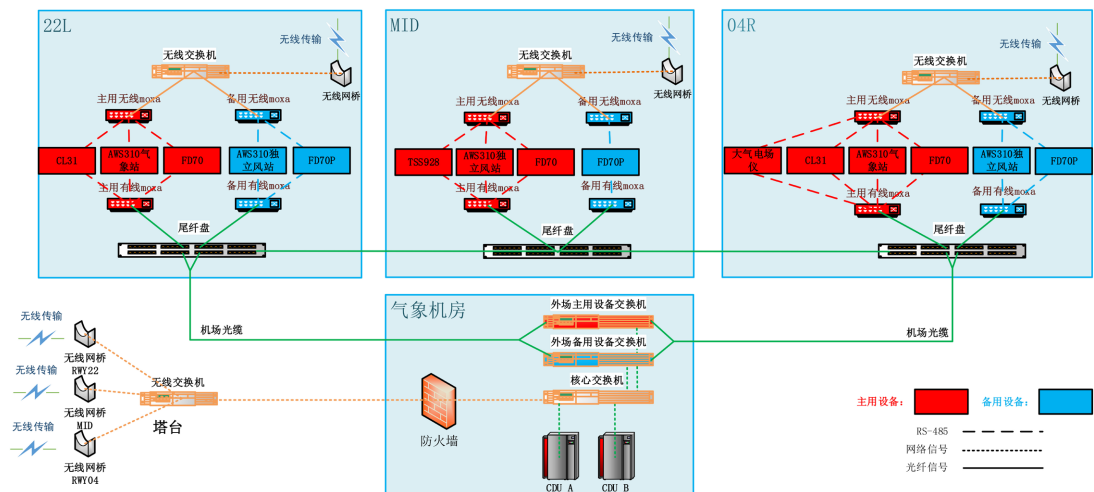 22L
无线传输
无线交换机
无线网桥
主用无线moxa
备用无线moxa
CL31
AWS310气
象站
FD70
AWS310独
立风站
FD70P
主用有线moxa
备用有线moxa
尾纤盘
MID
无线传输
无线交换机
无线网桥
主用无线moxa
备用无线moxa
TSS928
AWS310独
立风站
FD70
FD70P
主用有线moxa
备用有线moxa
尾纤盘
04R
无线传输
无线交换机
无线网桥
主用无线moxa
备用无线moxa
大气电场
仪
CL31
AWS310气
象站
FD70
AWS310独
立风站
FD70P
主用有线moxa
备用有线moxa
尾纤盘
机场光缆
机场光缆
气象机房
外场主用设备交换机
外场备用设备交换机
核心交换机
防火墙
CDU A
CDU B
无线传输
无线网桥
RWY22
无线传输
无线网桥
MID
无线传输
无线网桥
RWY04
无线交换机
塔台
主用设备：
备用设备：
RS-485
网络信号
光纤信号